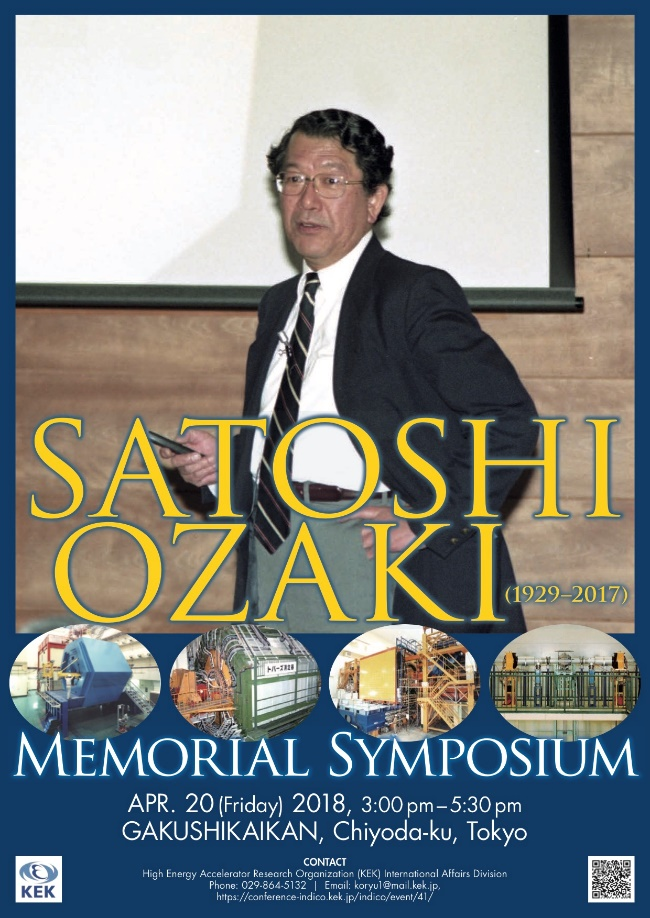 SATOSHI
OZAKI (1929–2017)
トパーズ測定器
MEMORIAL SYMPOSIUM
APR. 20 (Friday) 2018, 3:00 pm – 5:30 pm
GAKUSHIKAIKAN, Chiyoda-ku, Tokyo
CONTACT
High Energy Accelerator Research Organization (KEK) International Affairs Division
Phone: 029-864-5132 | Email: koryu1@mail.kek.jp,
https://conference-indico.kek.jp/indico/event/41/
KEK